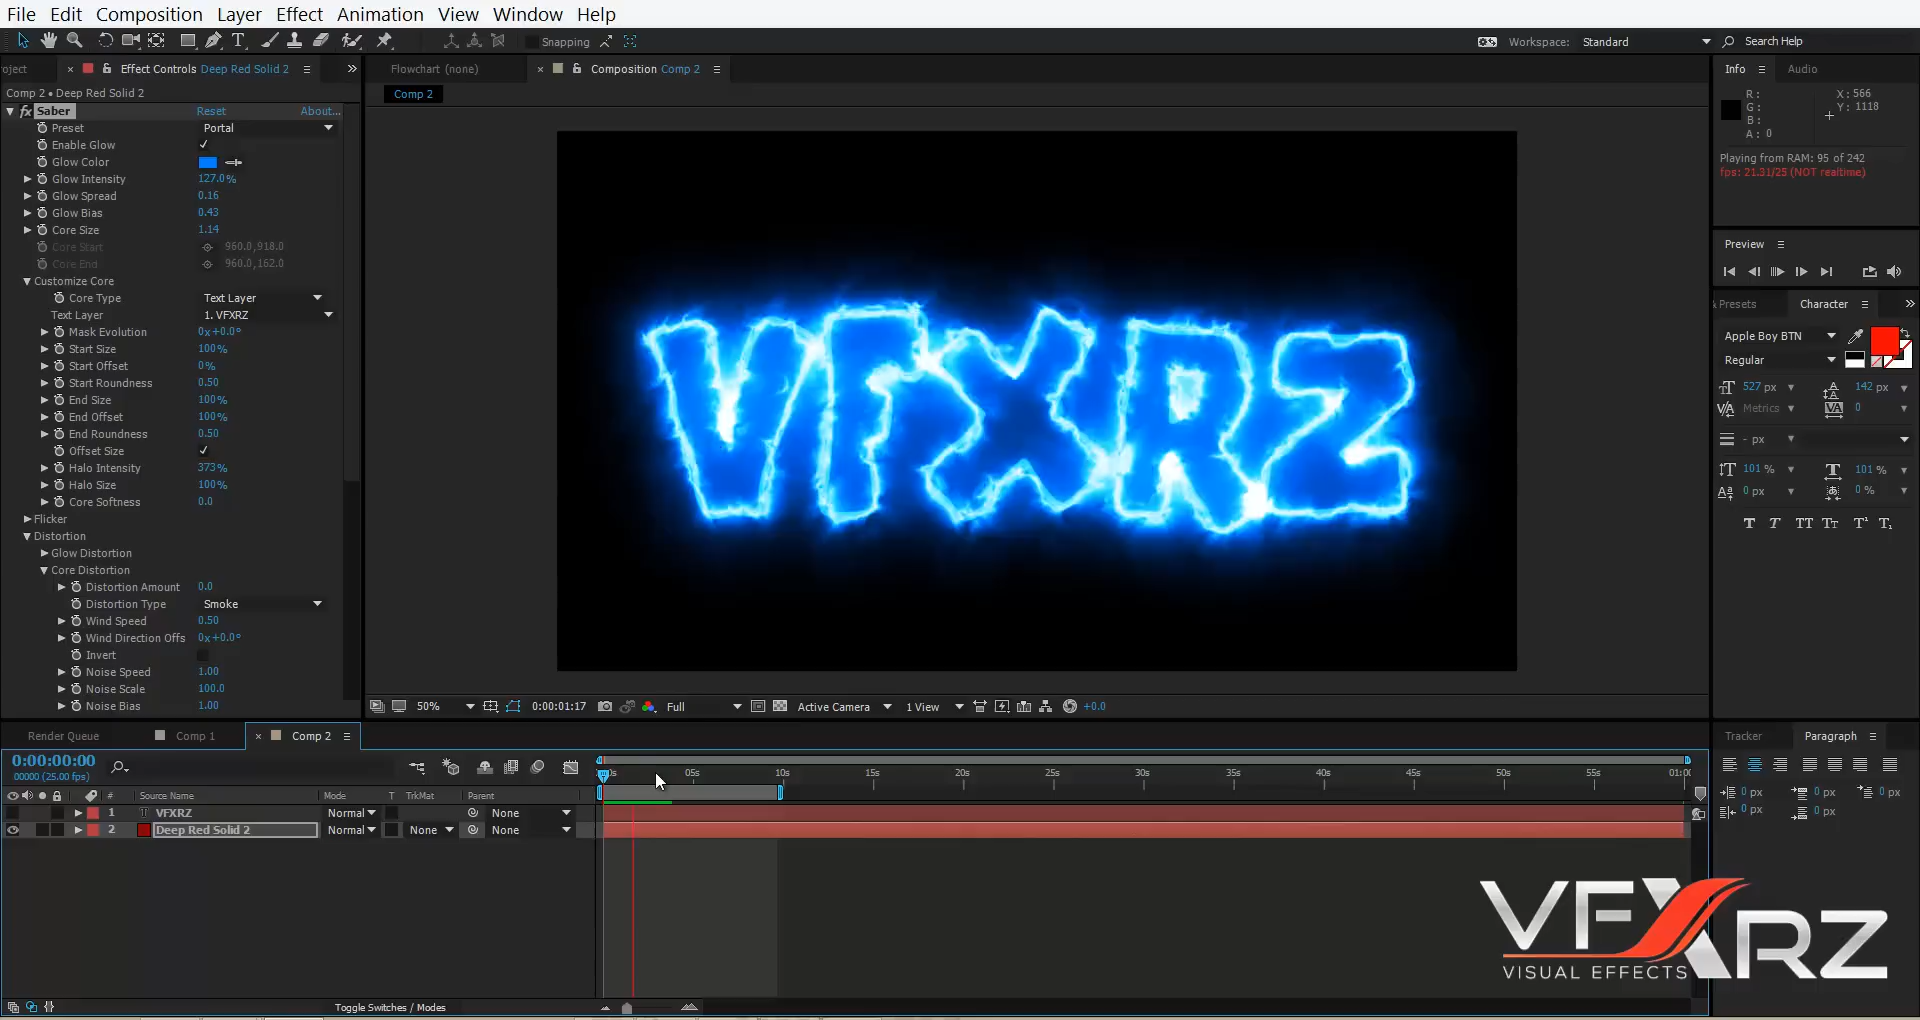 File Edit Composition Layer Effect Animation View Window Help
Snapping
Workspace: Standard
Search Help
oject
Effect Controls Deep Red Solid 2
Flowchart (none)
Composition Comp 2
Info
Audio
Comp 2 • Deep Red Solid 2
Comp 2
fx Saber Reset About...
Preset Portal
Enable Glow
Glow Color
Glow Intensity 127.0%
Glow Spread 0.16
Glow Bias 0.43
Core Size 1.14
Core Start 960.0,918.0
Core End 960.0,162.0
Customize Core
Core Type Text Layer
Text Layer 1. VFXRZ
Mask Evolution 0x+0.0°
Start Size 100%
Start Offset 0%
Start Roundness 0.50
End Size 100%
End Offset 100%
End Roundness 0.50
Offset Size
Halo Intensity 373%
Halo Size 100%
Core Softness 0.0
Flicker
Distortion
Glow Distortion
Core Distortion
Distortion Amount 0.0
Distortion Type Smoke
Wind Speed 0.50
Wind Direction Offs 0x+0.0°
Invert
Noise Speed 1.00
Noise Scale 100.0
Noise Bias 1.00
VFXRZ
50% 0:00:01:17 Full Active Camera 1 View +0.0
R: X: 566
G: Y: 1118
B:
A: 0
Playing from RAM: 95 of 242
fps: 21.31/25 (NOT realtime)
Preview
Presets Character
Apple Boy BTN
Regular
527 px 142 px
Metrics 0
- px
101 % 101 %
0 px 0 %
T T TT Tt T¹ T₁
Render Queue Comp 1 Comp 2
Tracker Paragraph
0:00:00:00
00000 (25.00 fps)
05s 10s 15s 20s 25s 30s 35s 40s 45s 50s 55s 01:00
# Source Name Mode T TrkMat Parent
1 T VFXRZ Normal None
2 Deep Red Solid 2 Normal None None
0 px 0 px 0 px
0 px 0 px
Toggle Switches / Modes
VFXRZ
VISUAL EFFECTS